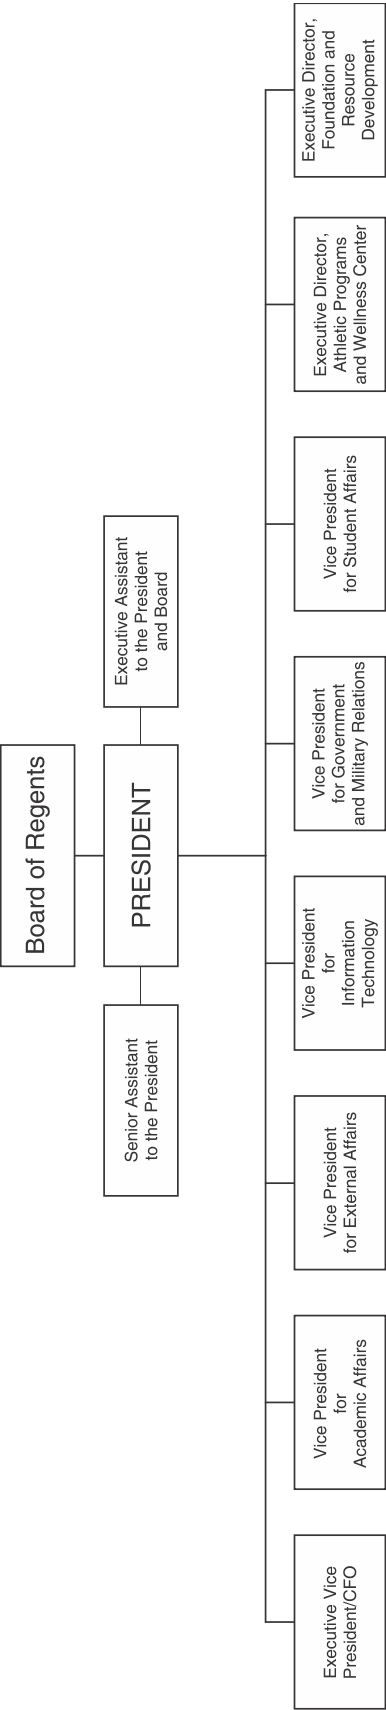 Board of Regents
Senior Assistant
to the President
PRESIDENT
Executive Assistant
to the President
and Board
Executive Vice
President/CFO
Vice President
for
Academic Affairs
Vice President
for External Affairs
Vice President
for
Information
Technology
Vice President
for Government
and Military Relations
Vice President
for Student Affairs
Executive Director,
Athletic Programs
and Wellness Center
Executive Director,
Foundation and
Resource
Development